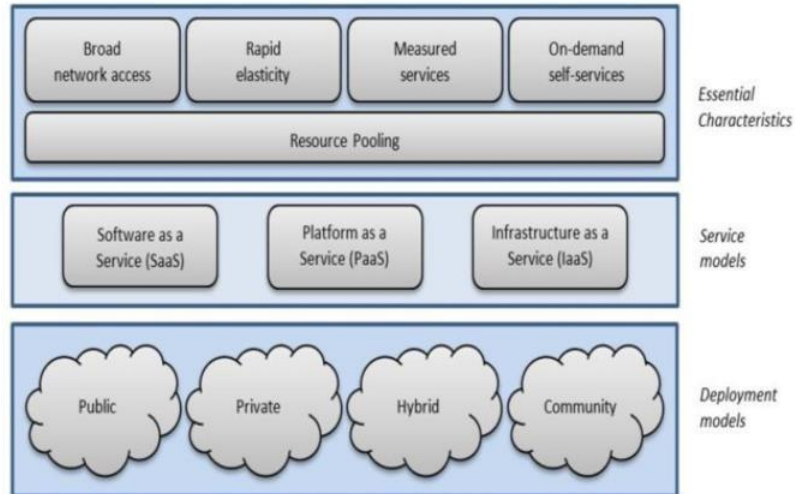 Broad
network access
Rapid
elasticity
Measured
services
On-demand
self-services
Resource Pooling
Essential
Characteristics
Software as a
Service (SaaS)
Platform as a
Service (PaaS)
Infrastructure as a
Service (IaaS)
Service
models
Public
Private
Hybrid
Community
Deployment
models